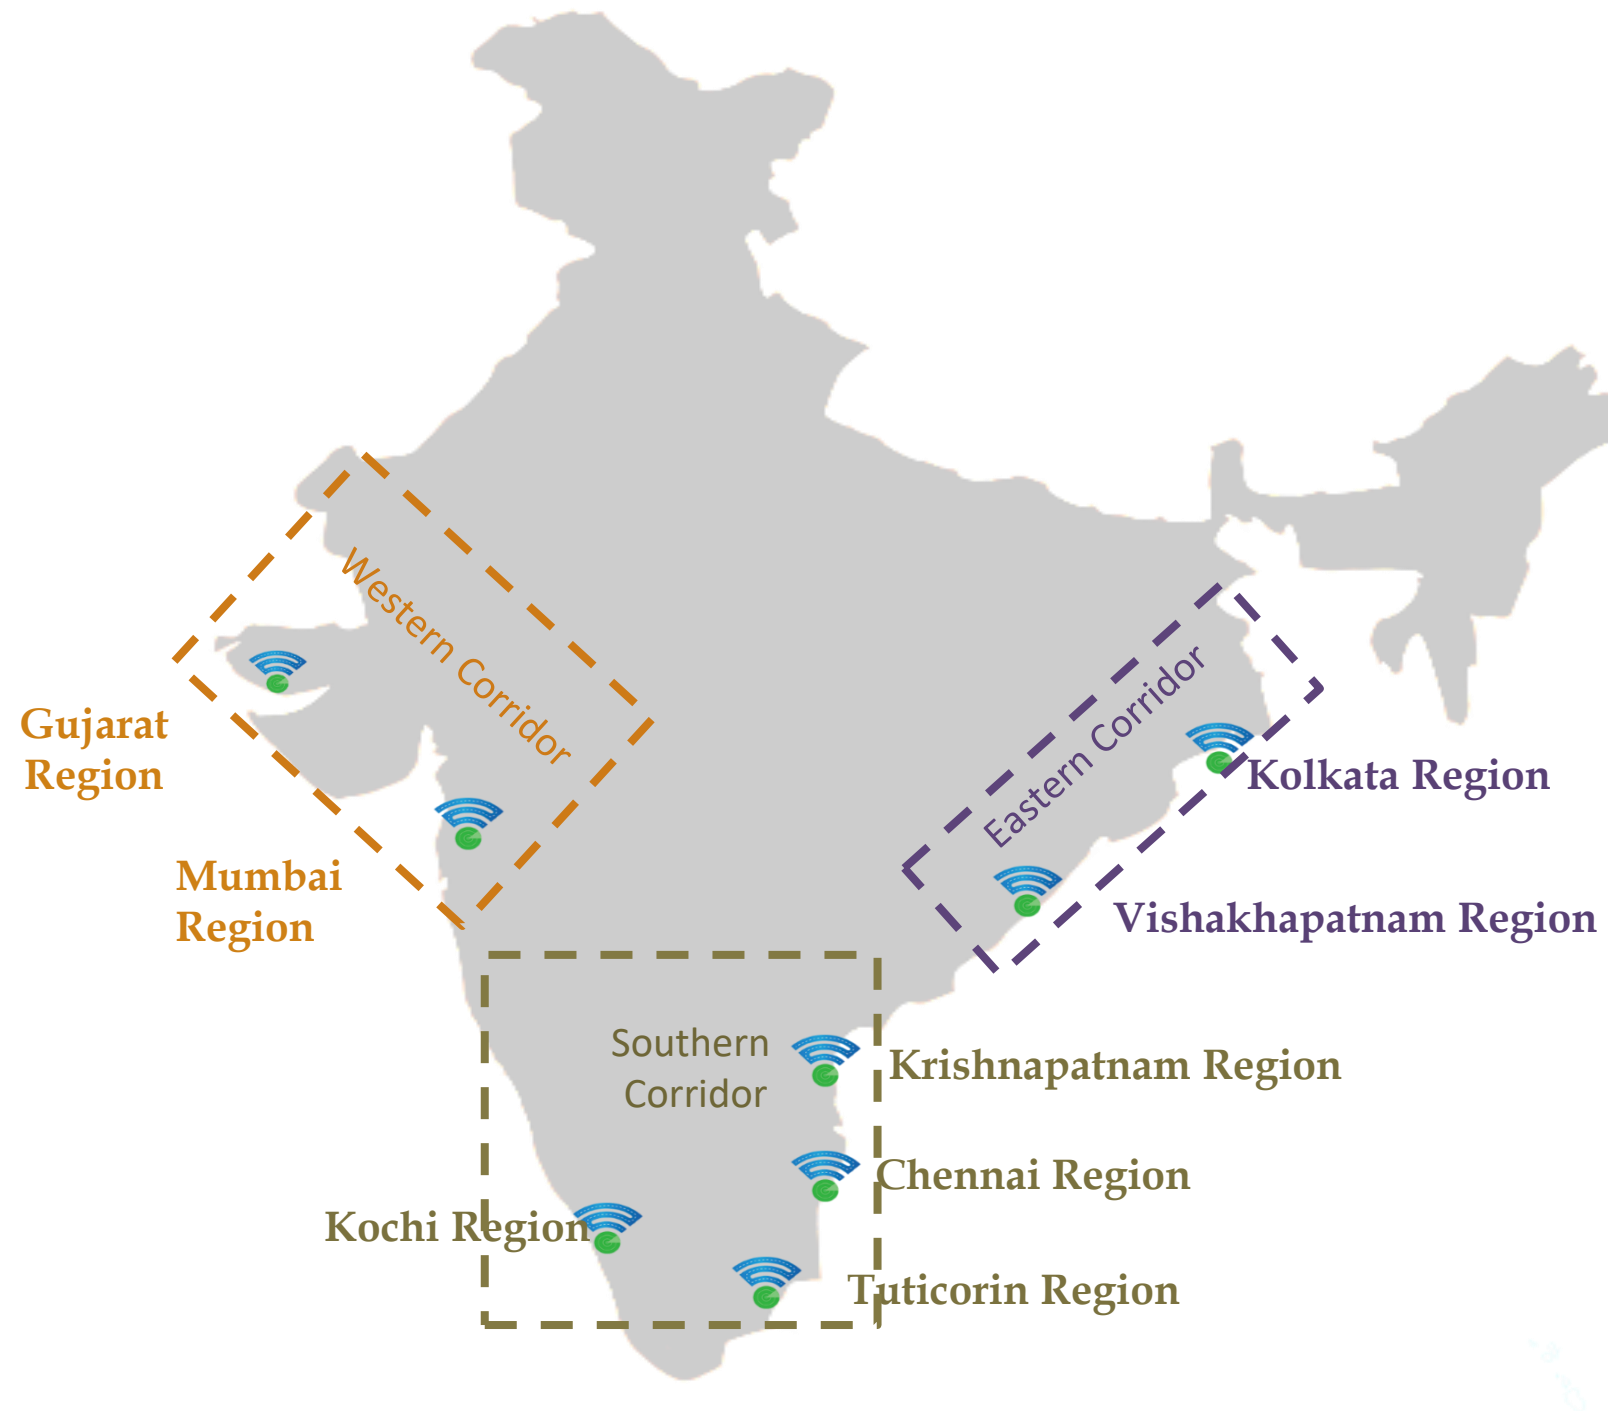 Western Corridor
Eastern Corridor
Gujarat
Region
Kolkata Region
Mumbai
Region
Vishakhapatnam Region
Southern
Corridor
Krishnapatnam Region
Chennai Region
Kochi Region
Tuticorin Region